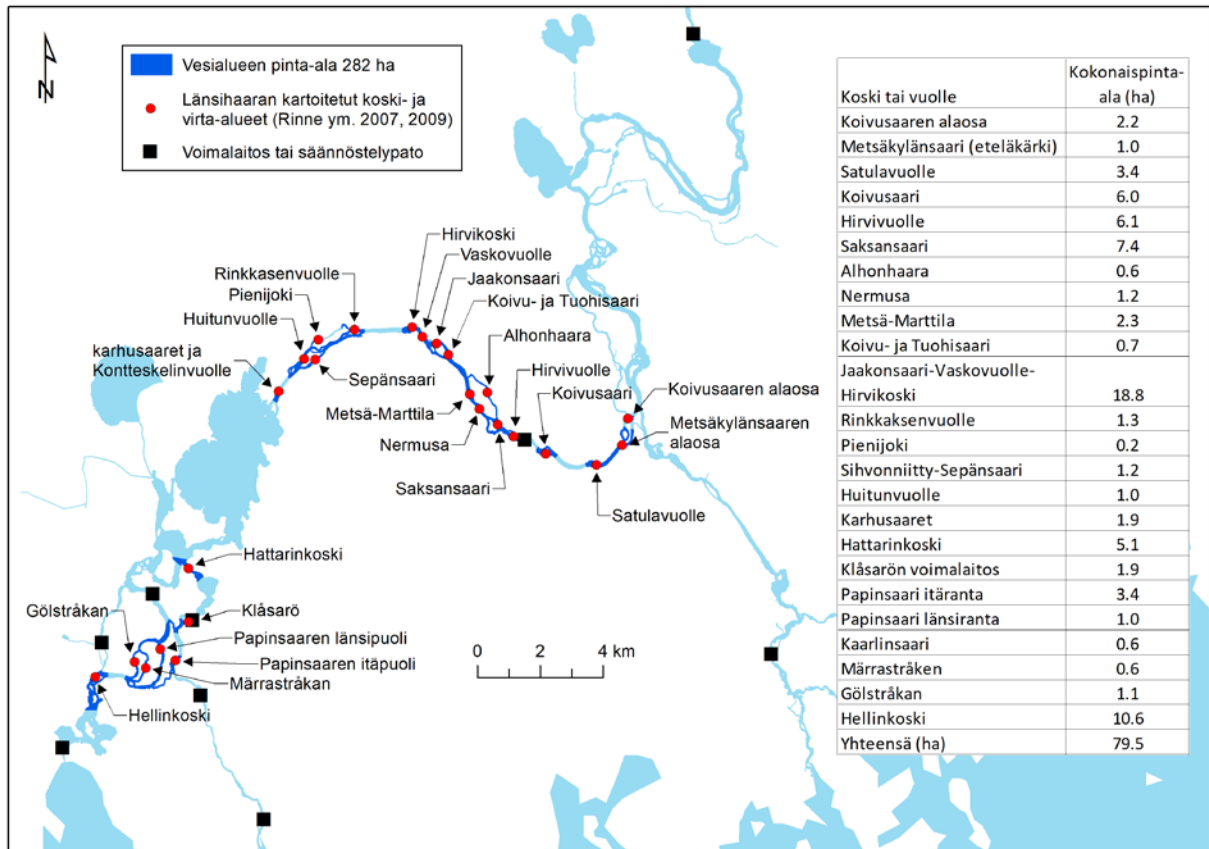 N
Vesialueen pinta-ala 282 ha
Länsihaaran kartoitetut koski- ja
virta-alueet (Rinne ym. 2007, 2009)
Voimalaitos tai säännöstelypato
Hirvikoski
Vaskovuolle
Rinkkasenvuolle
Jaakonsaari
Pienijoki
Koivu- ja Tuohisaari
Huitunvuolle
Alhonhaara
karhusaaret ja
Kontteskelinvuolle
Sepänsaari
Hirvivuolle
Koivusaari
Koivusaaren alaosa
Metsä-Marttila
Metsäkylänsaaren
alaosa
Nermusa
Saksansaari
Satulavuolle
Hattarinkoski
Gölstråkan
Klåsarö
Papinsaaren länsipuoli
Papinsaaren itäpuoli
Märrastråkan
Hellinkoski
0 2 4 km
Koski tai vuolle Kokonaispinta-
ala (ha)
Koivusaaren alaosa 2.2
Metsäkylänsaari (eteläkärki) 1.0
Satulavuolle 3.4
Koivusaari 6.0
Hirvivuolle 6.1
Saksansaari 7.4
Alhonhaara 0.6
Nermusa 1.2
Metsä-Marttila 2.3
Koivu- ja Tuohisaari 0.7
Jaakonsaari-Vaskovuolle-
Hirvikoski 18.8
Rinkkaksenvuolle 1.3
Pienijoki 0.2
Sihvonniitty-Sepänsaari 1.2
Huitunvuolle 1.0
Karhusaaret 1.9
Hattarinkoski 5.1
Klåsarön voimalaitos 1.9
Papinsaari itäranta 3.4
Papinsaari länsiranta 1.0
Kaarlinsaari 0.6
Märrastråken 0.6
Gölstråkan 1.1
Hellinkoski 10.6
Yhteensä (ha) 79.5